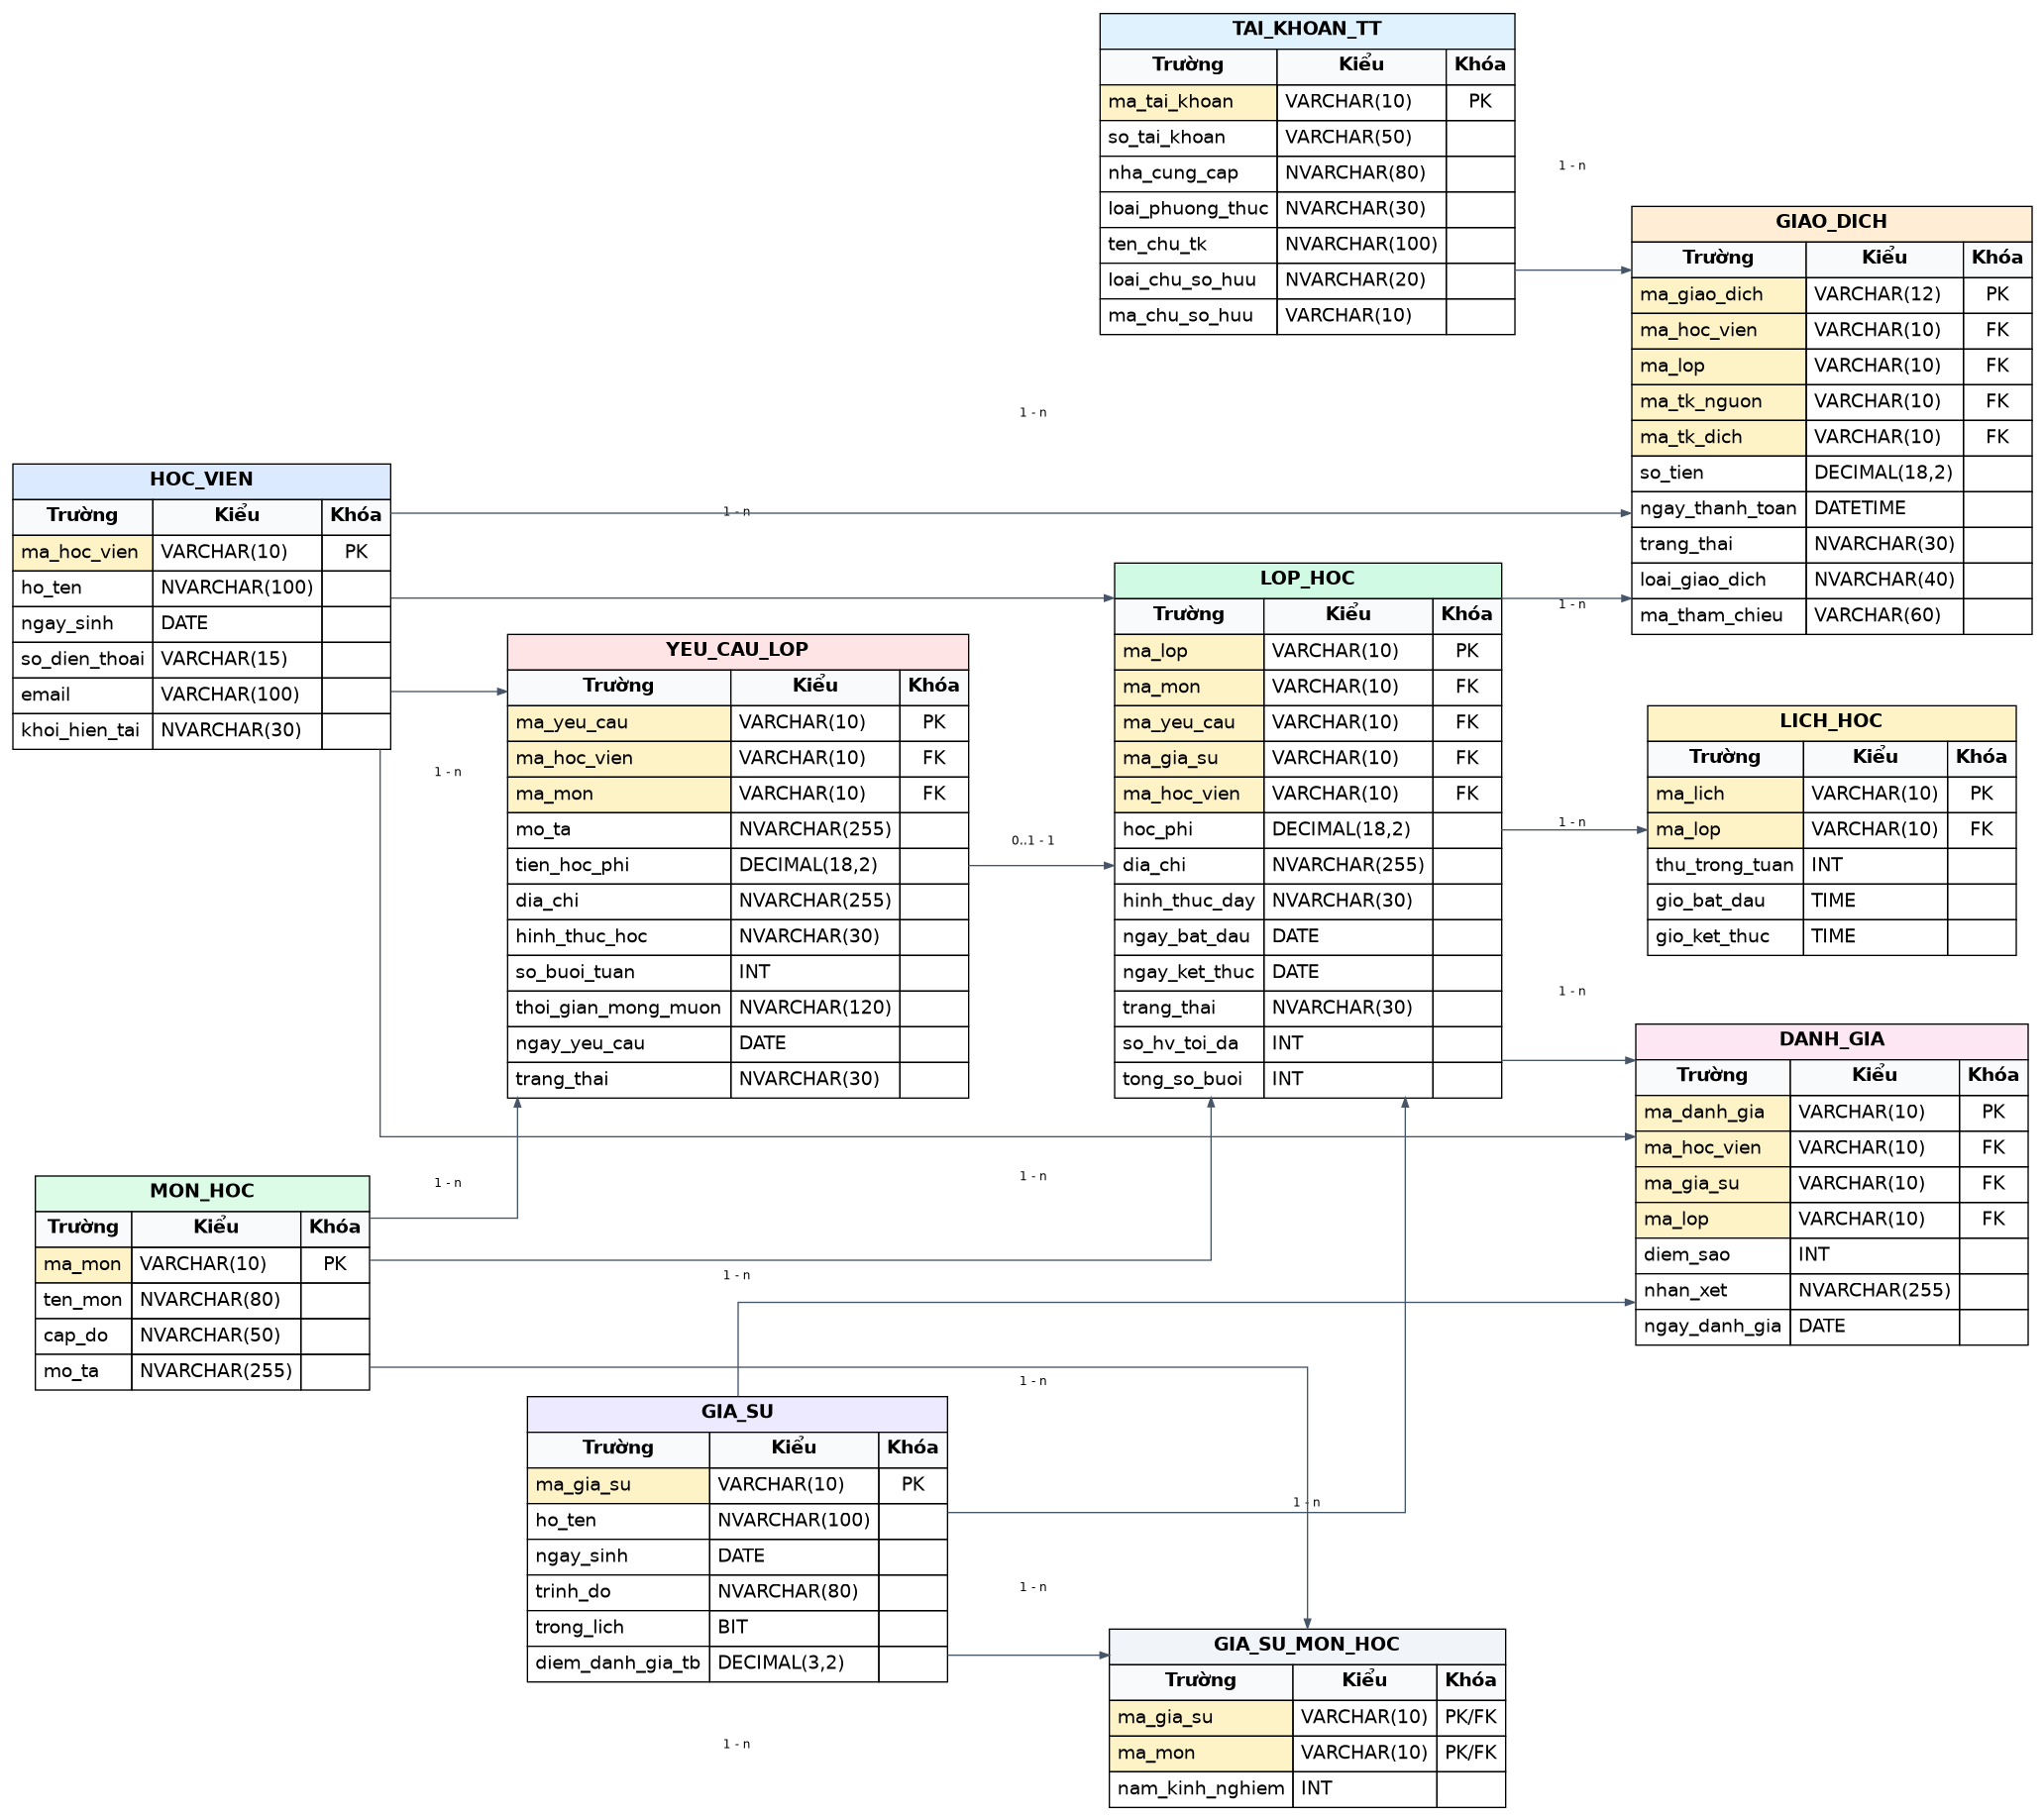 TAI_KHOAN_TT
Trường Kiểu Khóa
ma_tai_khoan VARCHAR(10) PK
so_tai_khoan VARCHAR(50)
nha_cung_cap NVARCHAR(80)
loai_phuong_thuc NVARCHAR(30)
ten_chu_tk NVARCHAR(100)
loai_chu_so_huu NVARCHAR(20)
ma_chu_so_huu VARCHAR(10)
1 - n
GIAO_DICH
Trường Kiểu Khóa
ma_giao_dich VARCHAR(12) PK
ma_hoc_vien VARCHAR(10) FK
ma_lop VARCHAR(10) FK
ma_tk_nguon VARCHAR(10) FK
ma_tk_dich VARCHAR(10) FK
so_tien DECIMAL(18,2)
ngay_thanh_toan DATETIME
trang_thai NVARCHAR(30)
loai_giao_dich NVARCHAR(40)
ma_tham_chieu VARCHAR(60)
1 - n
HOC_VIEN
Trường Kiểu Khóa
ma_hoc_vien VARCHAR(10) PK
ho_ten NVARCHAR(100)
ngay_sinh DATE
so_dien_thoai VARCHAR(15)
email VARCHAR(100)
khoi_hien_tai NVARCHAR(30)
1 - n
1 - n
YEU_CAU_LOP
Trường Kiểu Khóa
ma_yeu_cau VARCHAR(10) PK
ma_hoc_vien VARCHAR(10) FK
ma_mon VARCHAR(10) FK
mo_ta NVARCHAR(255)
tien_hoc_phi DECIMAL(18,2)
dia_chi NVARCHAR(255)
hinh_thuc_hoc NVARCHAR(30)
so_buoi_tuan INT
thoi_gian_mong_muon NVARCHAR(120)
ngay_yeu_cau DATE
trang_thai NVARCHAR(30)
0..1 - 1
LOP_HOC
Trường Kiểu Khóa
ma_lop VARCHAR(10) PK
ma_mon VARCHAR(10) FK
ma_yeu_cau VARCHAR(10) FK
ma_gia_su VARCHAR(10) FK
ma_hoc_vien VARCHAR(10) FK
hoc_phi DECIMAL(18,2)
dia_chi NVARCHAR(255)
hinh_thuc_day NVARCHAR(30)
ngay_bat_dau DATE
ngay_ket_thuc DATE
trang_thai NVARCHAR(30)
so_hv_toi_da INT
tong_so_buoi INT
1 - n
LICH_HOC
Trường Kiểu Khóa
ma_lich VARCHAR(10) PK
ma_lop VARCHAR(10) FK
thu_trong_tuan INT
gio_bat_dau TIME
gio_ket_thuc TIME
1 - n
1 - n
DANH_GIA
Trường Kiểu Khóa
ma_danh_gia VARCHAR(10) PK
ma_hoc_vien VARCHAR(10) FK
ma_gia_su VARCHAR(10) FK
ma_lop VARCHAR(10) FK
diem_sao INT
nhan_xet NVARCHAR(255)
ngay_danh_gia DATE
MON_HOC
Trường Kiểu Khóa
ma_mon VARCHAR(10) PK
ten_mon NVARCHAR(80)
cap_do NVARCHAR(50)
mo_ta NVARCHAR(255)
1 - n
1 - n
1 - n
1 - n
GIA_SU
Trường Kiểu Khóa
ma_gia_su VARCHAR(10) PK
ho_ten NVARCHAR(100)
ngay_sinh DATE
trinh_do NVARCHAR(80)
trong_lich BIT
diem_danh_gia_tb DECIMAL(3,2)
1 - n
1 - n
1 - n
GIA_SU_MON_HOC
Trường Kiểu Khóa
ma_gia_su VARCHAR(10) PK/FK
ma_mon VARCHAR(10) PK/FK
nam_kinh_nghiem INT